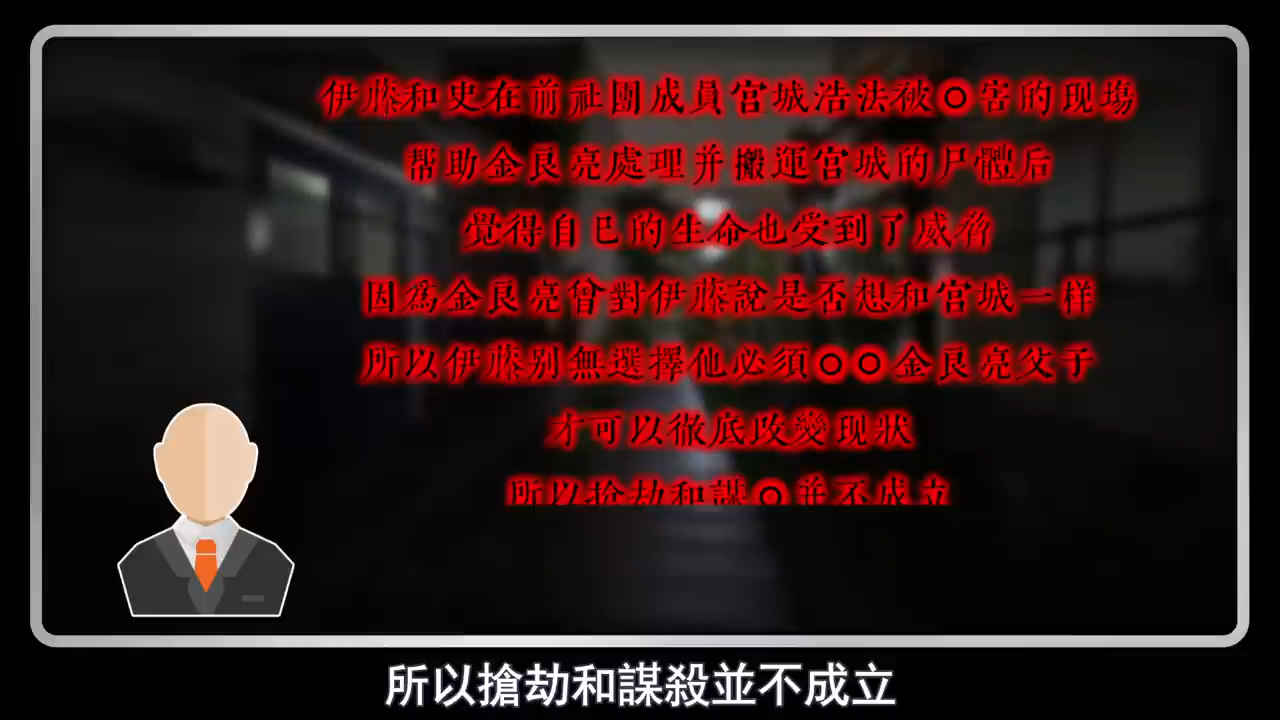 伊藤和史在前社團成員宫城浩法被○害的现場
帮助金良亮處理并搬運宫城的尸體后
覺得自已的生命也受到了威脅
因爲金良亮曾對伊藤說是否想和宫城一样
所以伊藤别無選擇他必須○○金良亮父子
才可以徹底改變现狀
所以搶劫和謀○並不成立
所以搶劫和謀殺並不成立